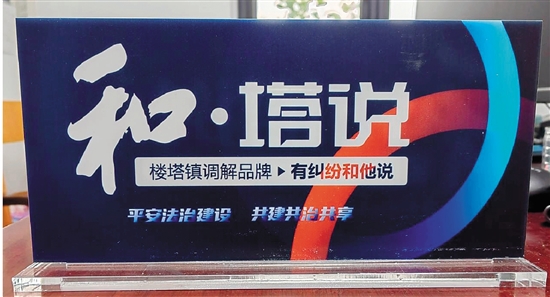 和·塔说
楼塔镇调解品牌▶有纠纷和他说
平安法治建设 共建共治共享